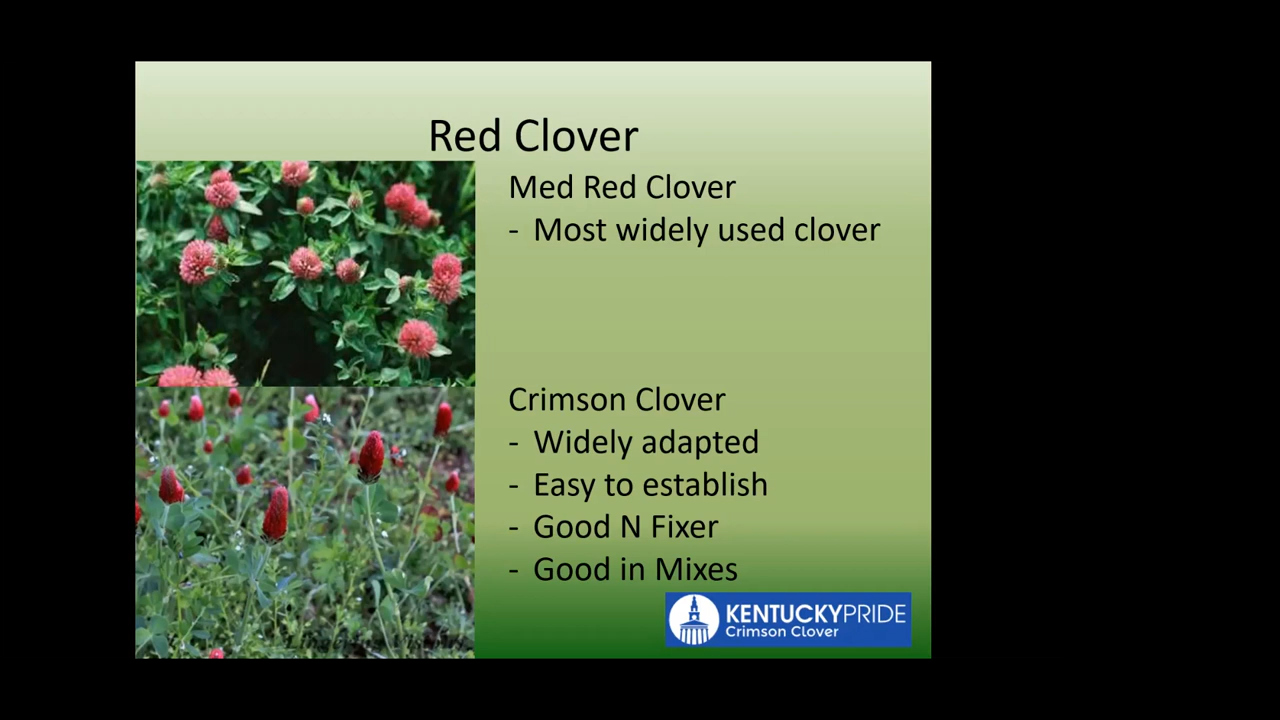 Red Clover
Med Red Clover
- Most widely used clover
Crimson Clover
- Widely adapted
- Easy to establish
- Good N Fixer
- Good in Mixes
KENTUCKYPRIDE
Crimson Clover